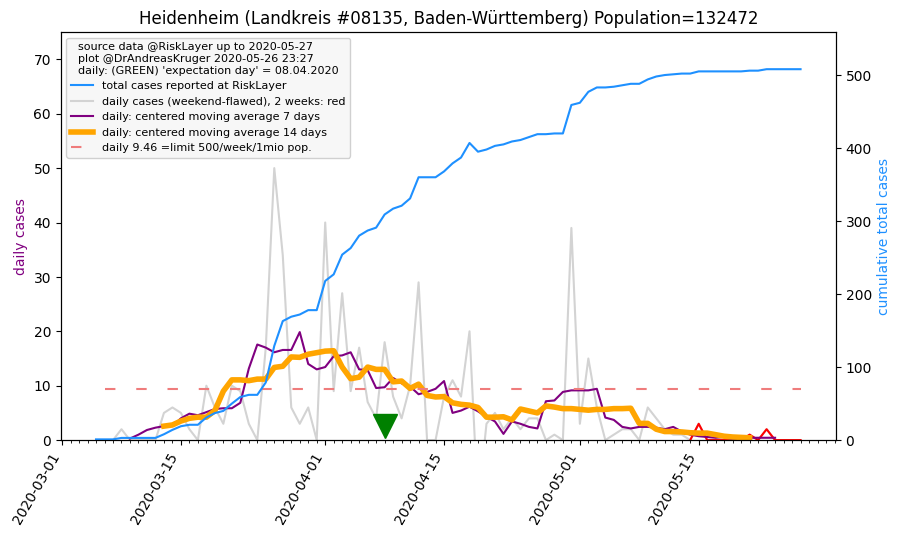 Heidenheim (Landkreis #08135, Baden-Württemberg) Population=132472
source data @RiskLayer up to 2020-05-27
plot @DrAndreasKruger 2020-05-26 23:27
daily: (GREEN) 'expectation day' = 08.04.2020
total cases reported at RiskLayer
daily cases (weekend-flawed), 2 weeks: red
daily: centered moving average 7 days
daily: centered moving average 14 days
daily 9.46 =limit 500/week/1mio pop.
daily cases
70
60
50
40
30
20
10
0
cumulative total cases
500
400
300
200
100
0
2020-03-01
2020-03-15
2020-04-01
2020-04-15
2020-05-01
2020-05-15